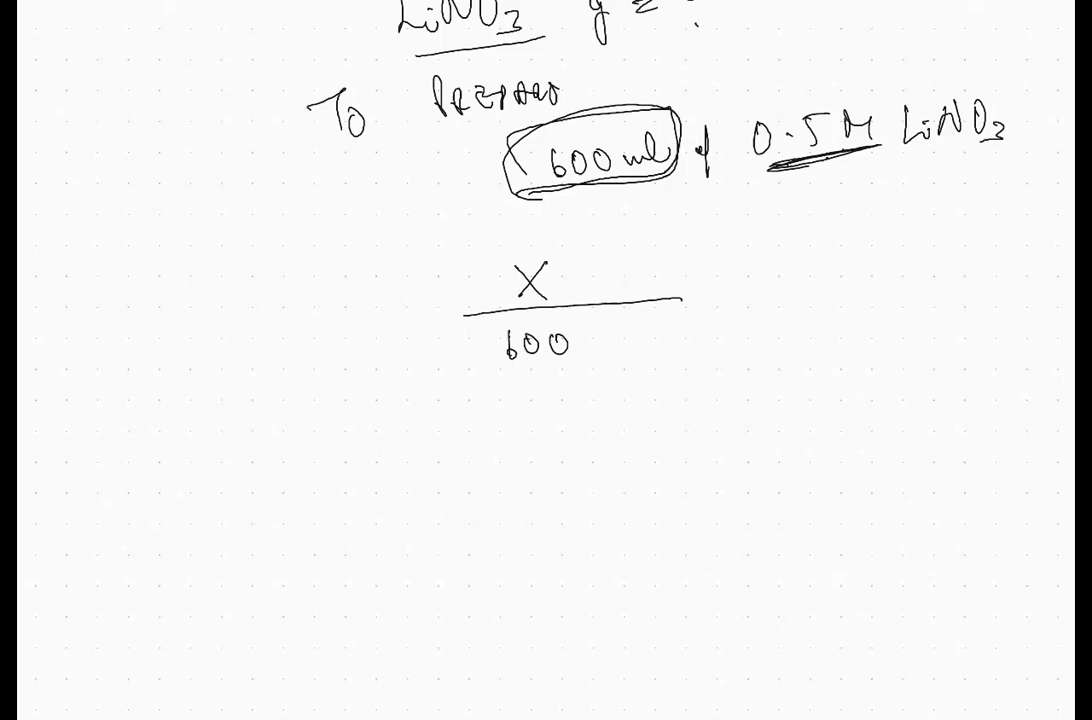 LiNO3 g = ?
To PREPARE
600 ml of 0.5 M LiNO3
X
600